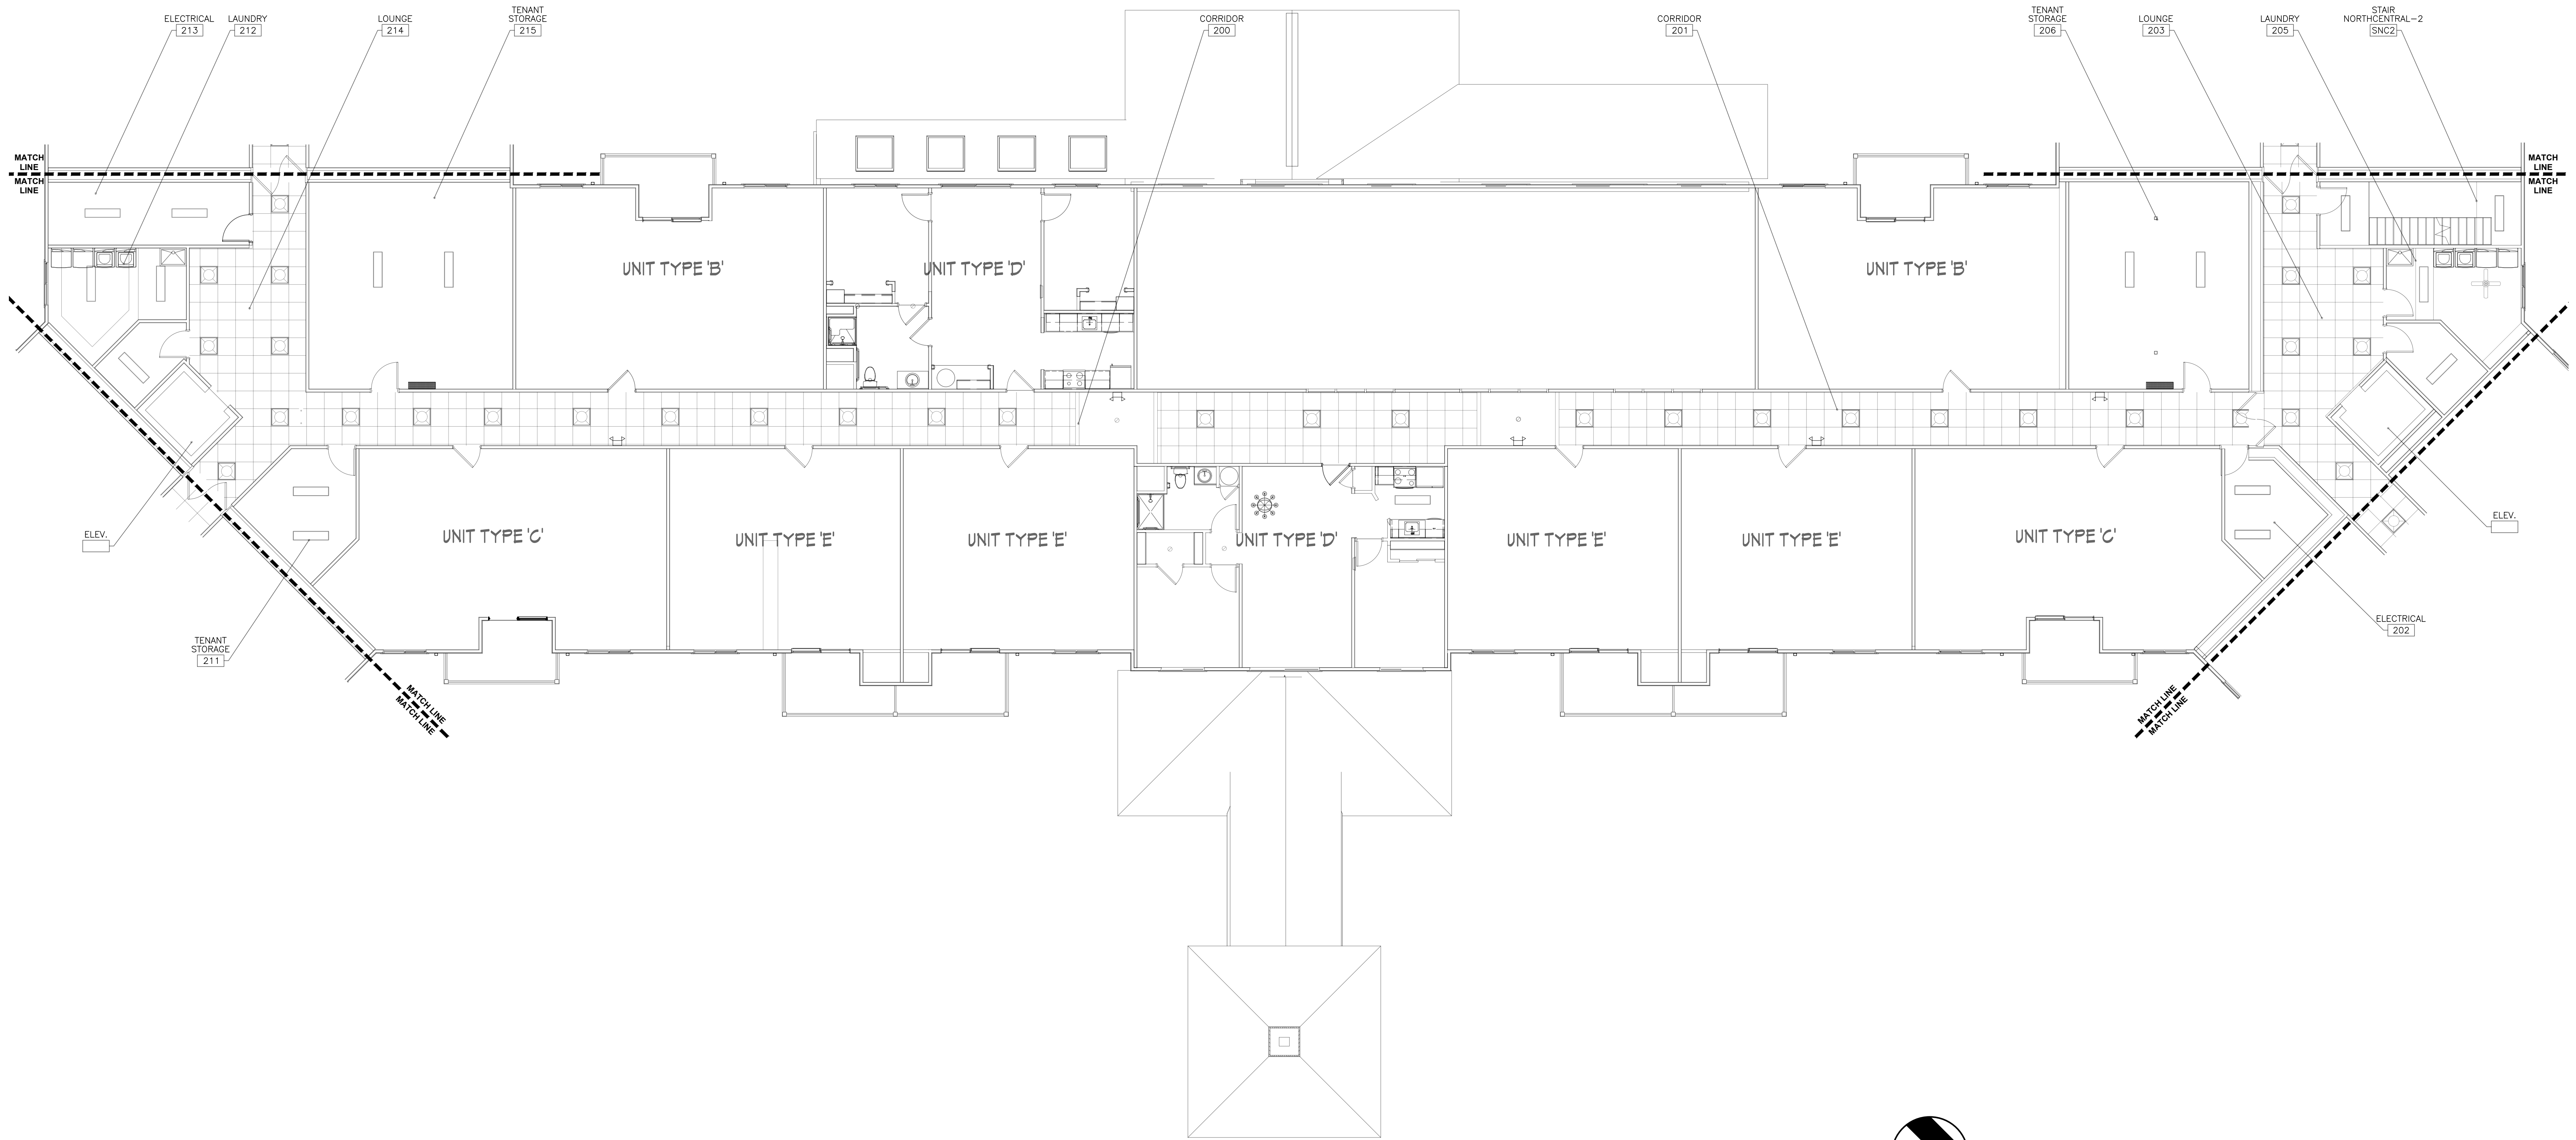 ELECTRICAL
213
LAUNDRY
212
LOUNGE
214
TENANT
STORAGE
215
CORRIDOR
200
CORRIDOR
201
TENANT
STORAGE
206
LOUNGE
203
LAUNDRY
205
STAIR
NORTHCENTRAL-2
SNC2
MATCH
LINE
MATCH
LINE
MATCH
LINE
MATCH
LINE
UNIT TYPE 'B'
UNIT TYPE 'D'
UNIT TYPE 'B'
ELEV.
UNIT TYPE 'C'
UNIT TYPE 'E'
UNIT TYPE 'E'
UNIT TYPE 'D'
UNIT TYPE 'E'
UNIT TYPE 'E'
UNIT TYPE 'C'
ELEV.
TENANT
STORAGE
211
ELECTRICAL
202
MATCH LINE
MATCH LINE
MATCH LINE
MATCH LINE